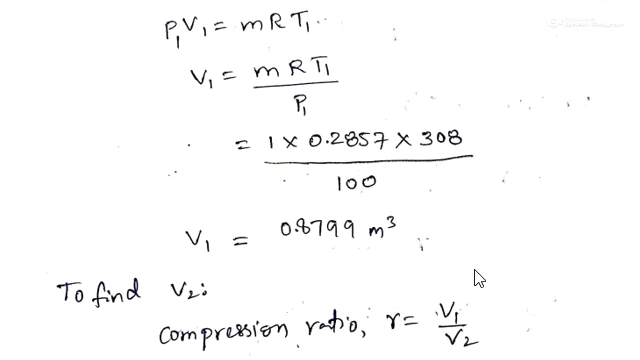 P₁V₁ = mRT₁
V₁ = mRT₁ / P₁
= 1 × 0.2857 × 308 / 100
V₁ = 0.8799 m³
To find V₂:
compression ratio, r = V₁ / V₂